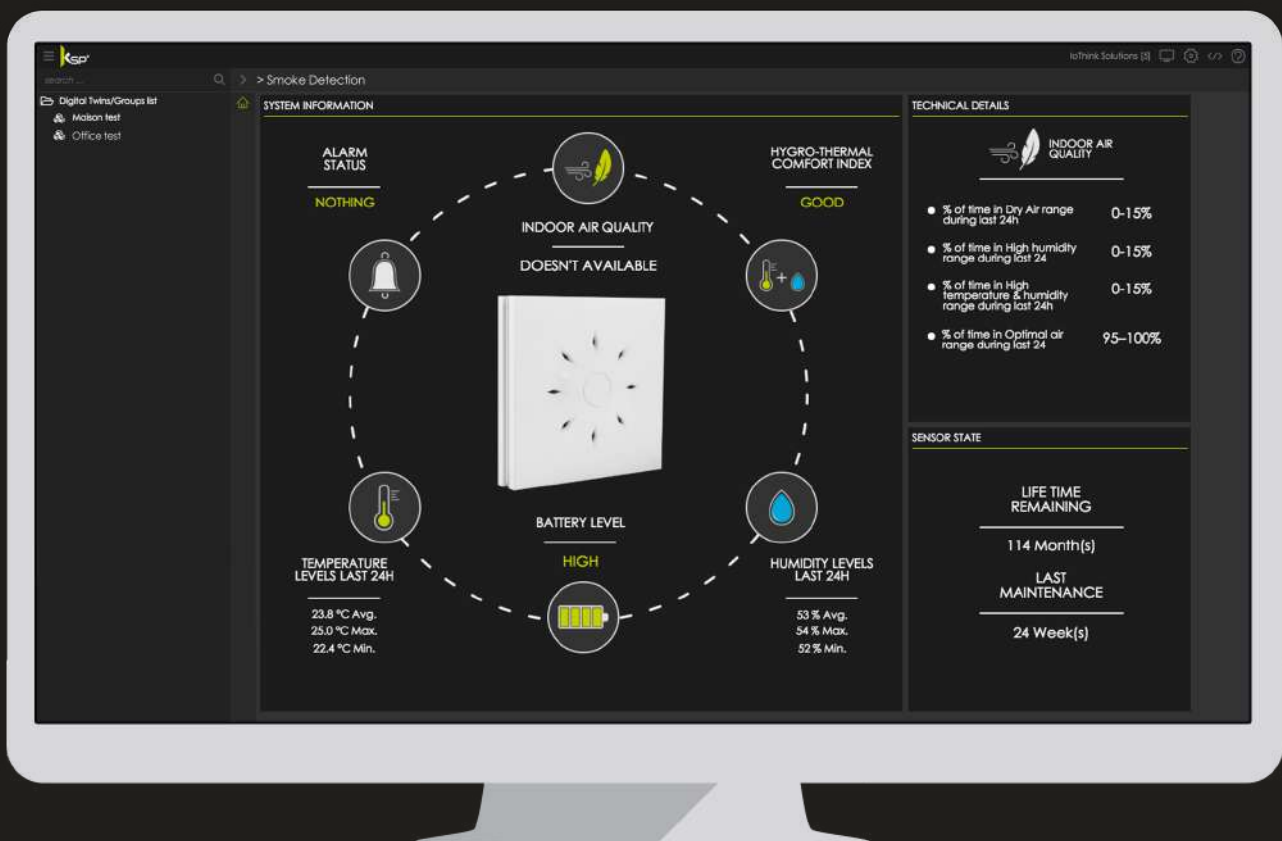 KSP
IoThink Solutions [3]
search ...
> Smoke Detection
Digital Twins/Groups list
Maison test
Office test
SYSTEM INFORMATION
ALARM
STATUS
NOTHING
INDOOR AIR QUALITY
DOESN'T AVAILABLE
HYGRO-THERMAL
COMFORT INDEX
GOOD
TEMPERATURE
LEVELS LAST 24H
23.8 °C Avg.
25.0 °C Max.
22.4 °C Min.
BATTERY LEVEL
HIGH
HUMIDITY LEVELS
LAST 24H
53 % Avg.
54 % Max.
52 % Min.
TECHNICAL DETAILS
INDOOR AIR
QUALITY
% of time in Dry Air range
during last 24h
0-15%
% of time in High humidity
range during last 24
0-15%
% of time in High
temperature & humidity
range during last 24h
0-15%
% of time in Optimal air
range during last 24
95–100%
SENSOR STATE
LIFE TIME
REMAINING
114 Month(s)
LAST
MAINTENANCE
24 Week(s)